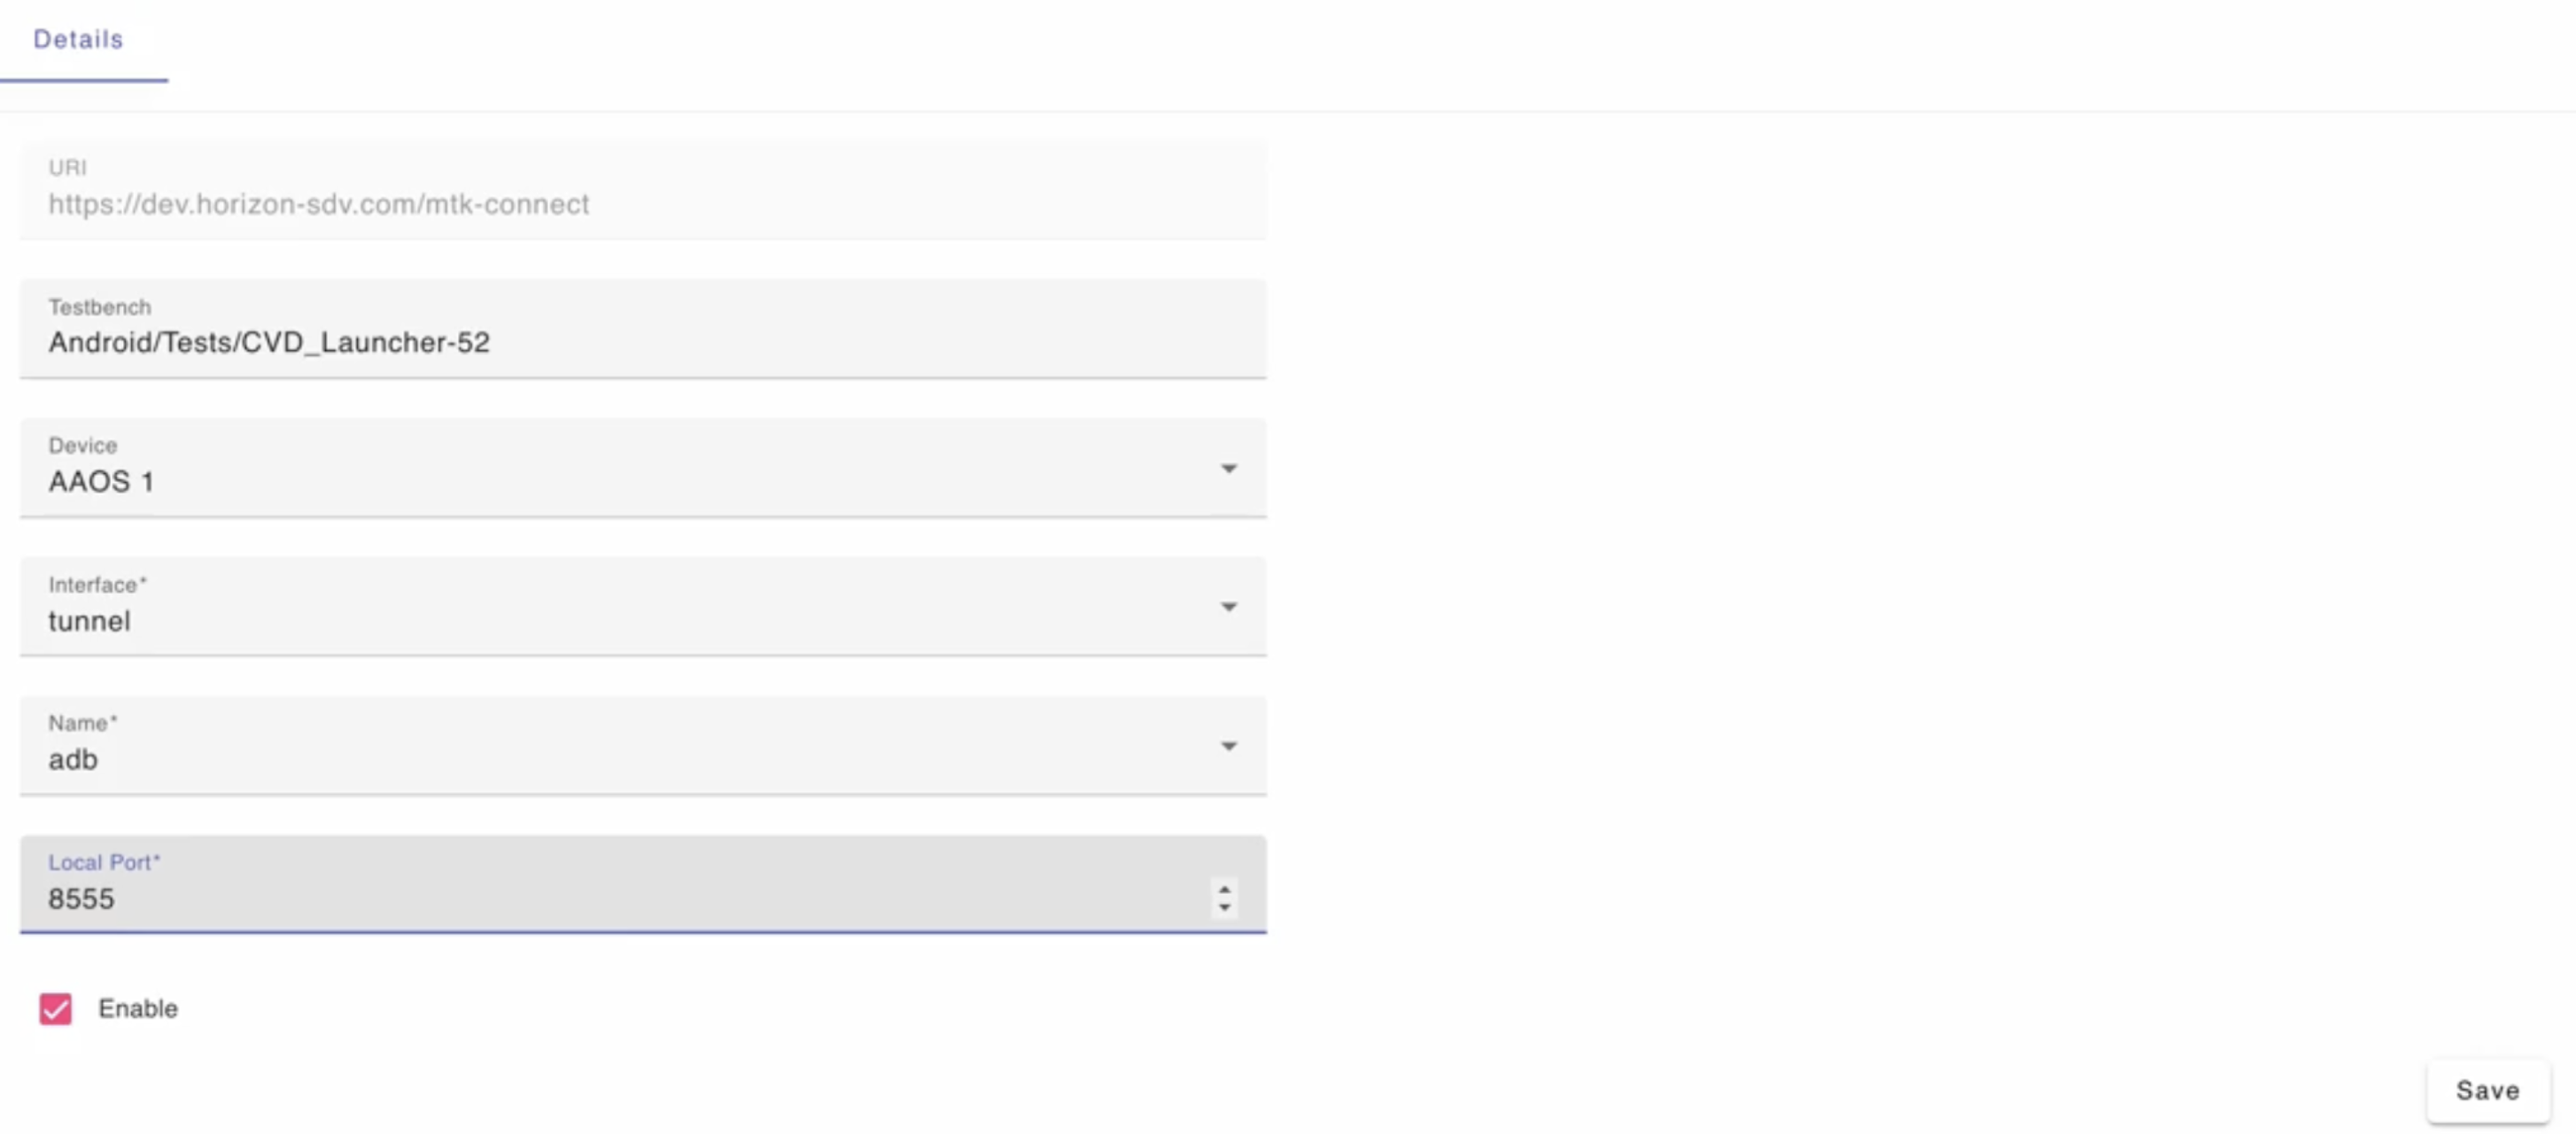 Details
URI
https://dev.horizon-sdv.com/mtk-connect
Testbench
Android/Tests/CVD_Launcher-52
Device
AAOS 1
Interface*
tunnel
Name*
adb
Local Port*
8555
Enable
Save